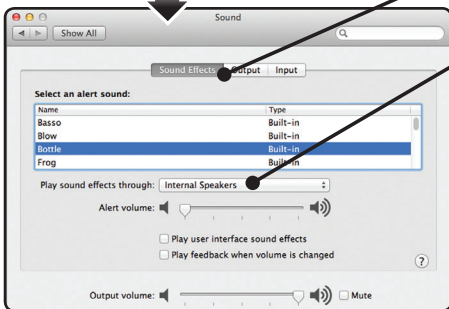 Sound
Show All
Sound Effects Output Input
Select an alert sound:
Name Type
Basso Built-in
Blow Built-in
Bottle Built-in
Frog Built-in
Play sound effects through: Internal Speakers
Alert volume:
Play user interface sound effects
Play feedback when volume is changed
?
Output volume: Mute